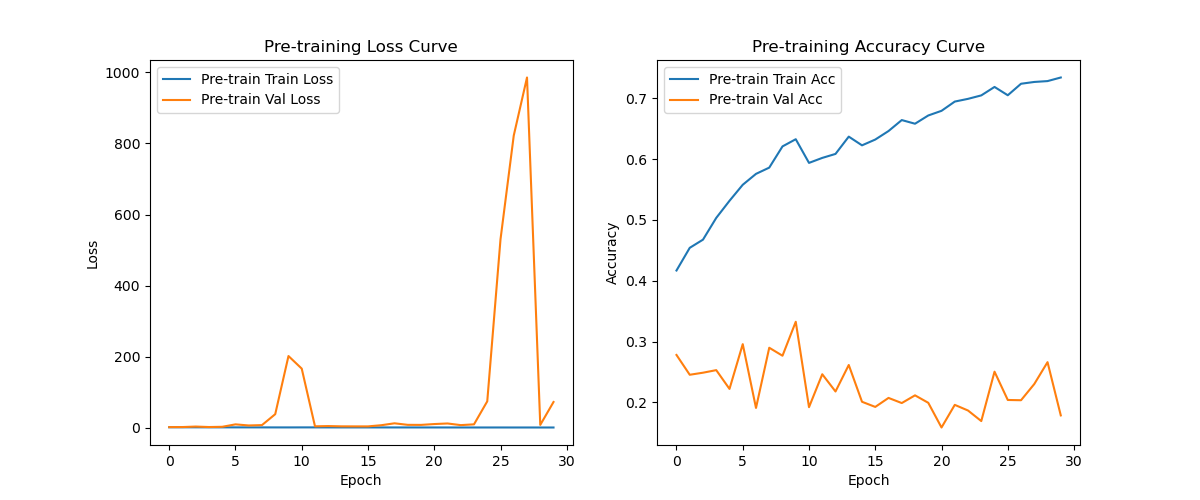 Pre-training Loss Curve
Pre-train Train Loss
Pre-train Val Loss
1000
800
600
400
200
0
Loss
0 5 10 15 20 25 30
Epoch
Pre-training Accuracy Curve
Pre-train Train Acc
Pre-train Val Acc
0.7
0.6
0.5
0.4
0.3
0.2
Accuracy
0 5 10 15 20 25 30
Epoch